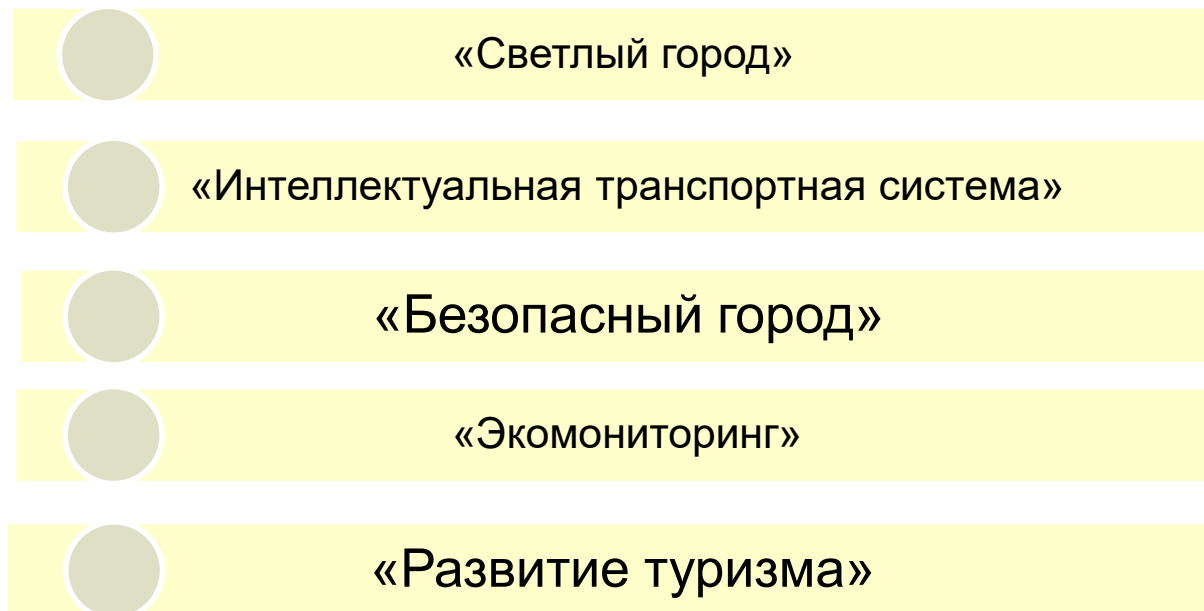 «Светлый город»
«Интеллектуальная транспортная система»
«Безопасный город»
«Экомониторинг»
«Развитие туризма»